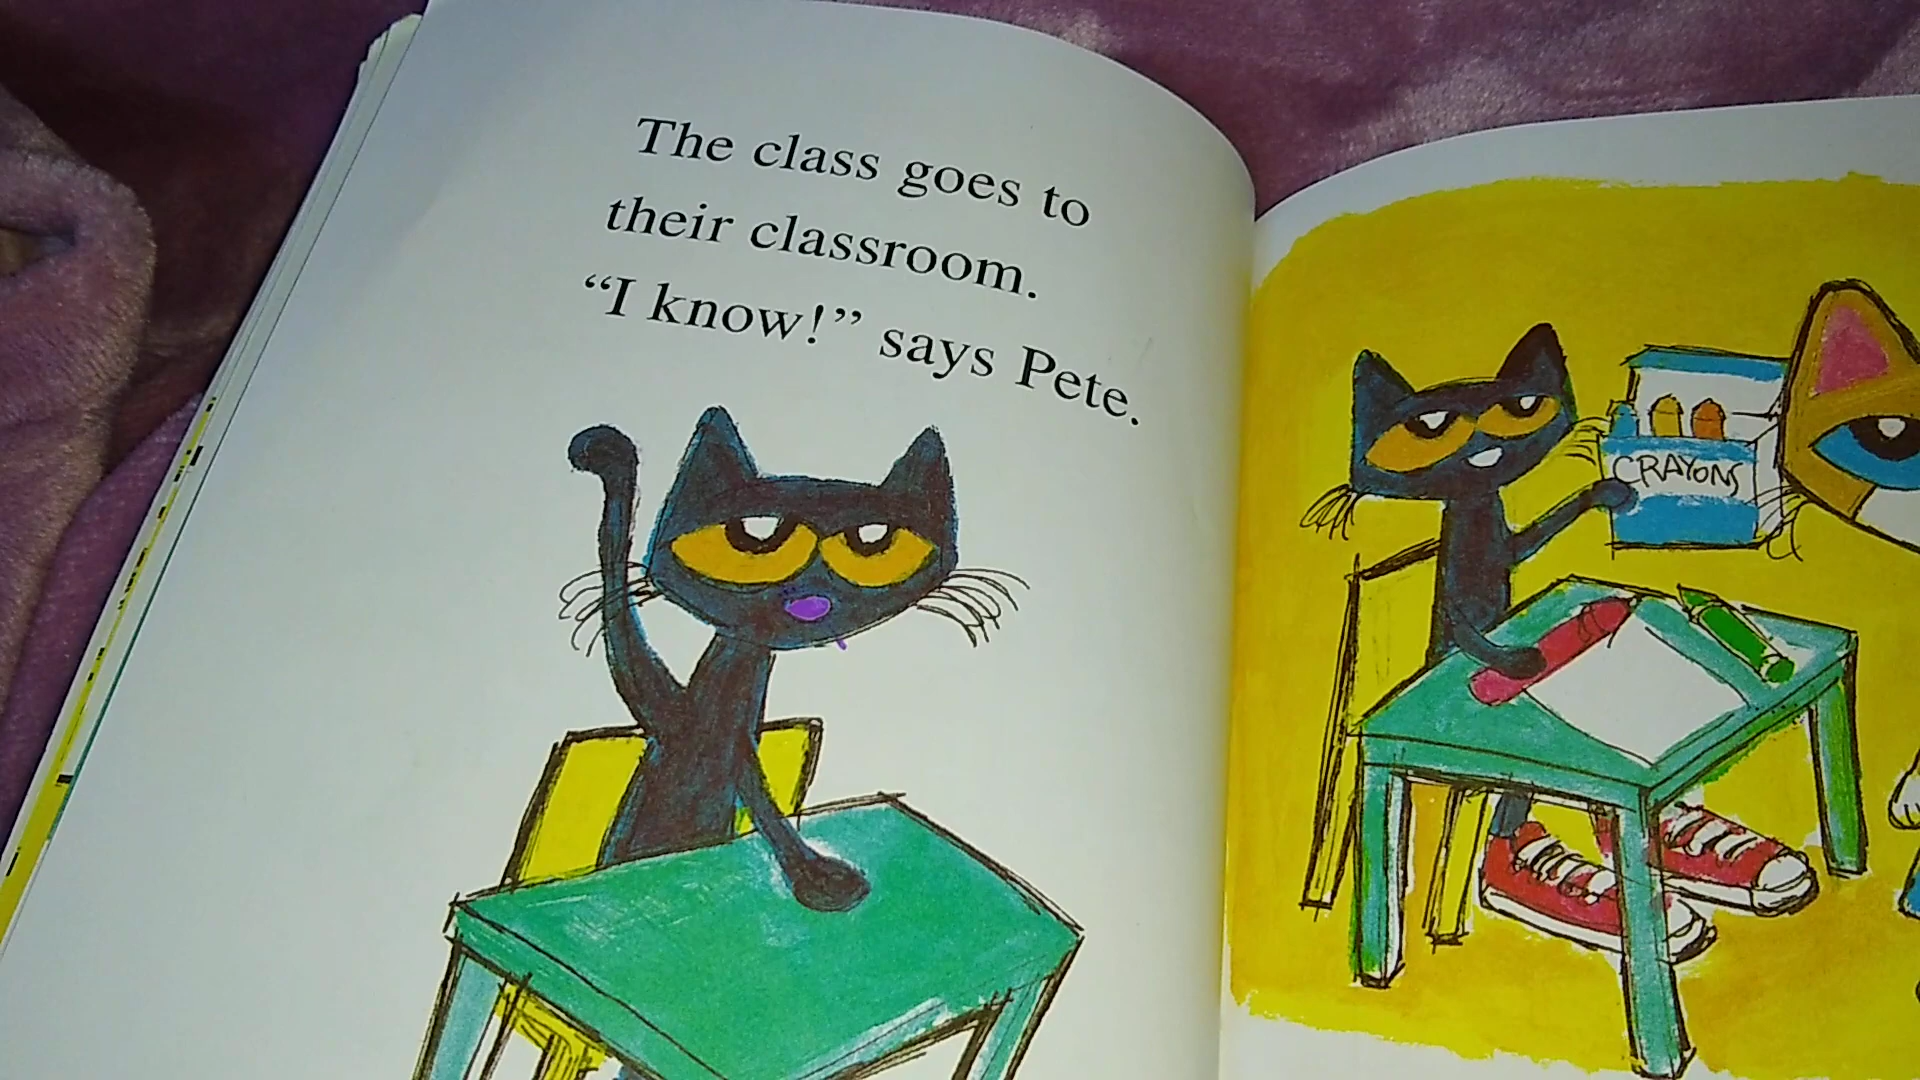 The class goes to
their classroom.
“I know!” says Pete.
CRAYONS